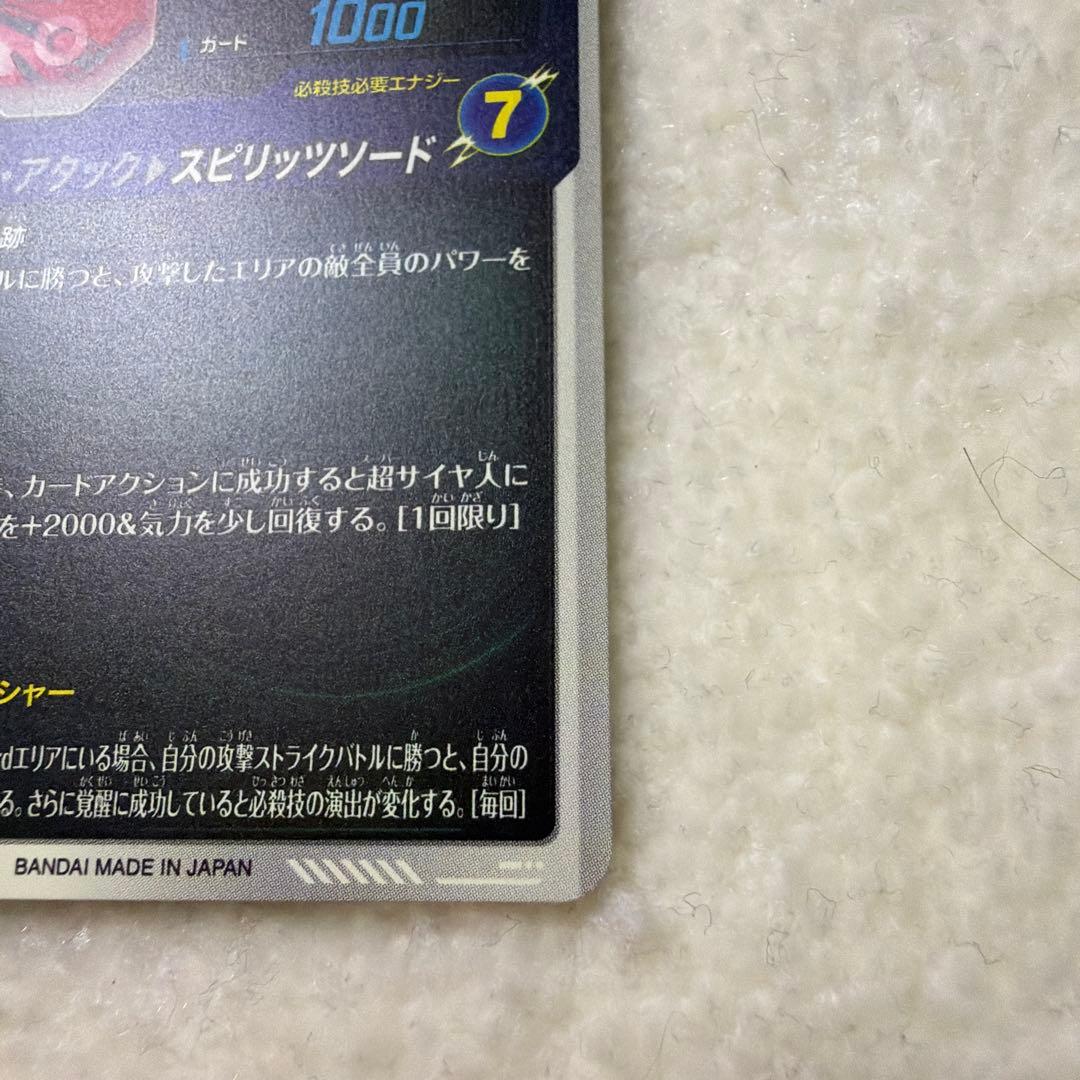 カード 1000
必殺技必要エナジー 7
・アタック▶スピリッツソード
跡
ルに勝つと、攻撃したエリアの敵全員のパワーを
、カードアクションに成功すると超サイヤ人に
を+2000&気力を少し回復する。[1回限り]
シャー
rdエリアにいる場合、自分の攻撃ストライクバトルに勝つと、自分の
る。さらに覚醒に成功していると必殺技の演出が変化する。[毎回]
BANDAI MADE IN JAPAN